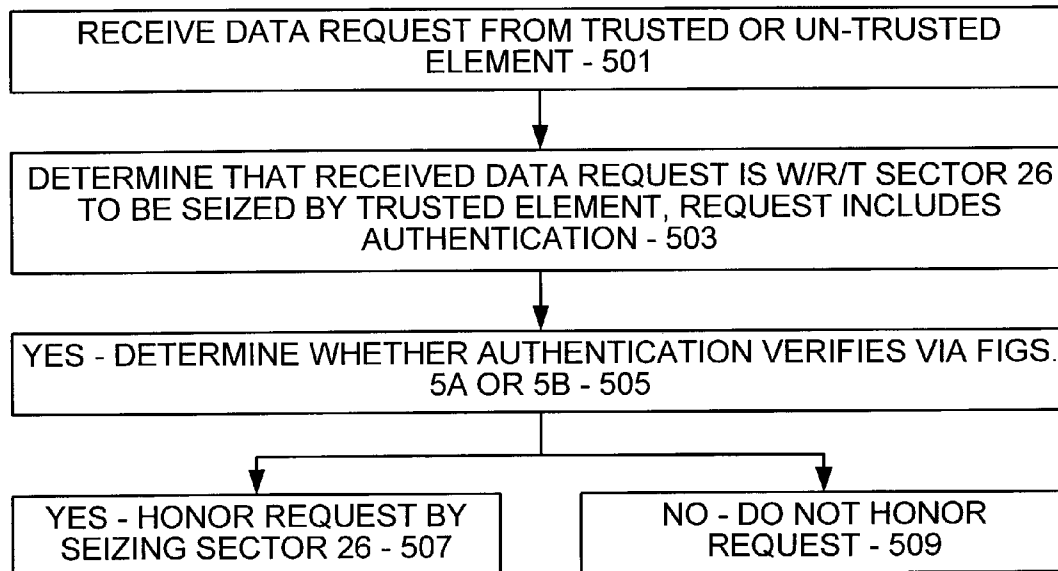 RECEIVE DATA REQUEST FROM TRUSTED OR UN-TRUSTED
ELEMENT - 501
DETERMINE THAT RECEIVED DATA REQUEST IS W/R/T SECTOR 26
TO BE SEIZED BY TRUSTED ELEMENT, REQUEST INCLUDES
AUTHENTICATION - 503
YES - DETERMINE WHETHER AUTHENTICATION VERIFIES VIA FIGS.
5A OR 5B - 505
YES - HONOR REQUEST BY
SEIZING SECTOR 26 - 507
NO - DO NOT HONOR
REQUEST - 509